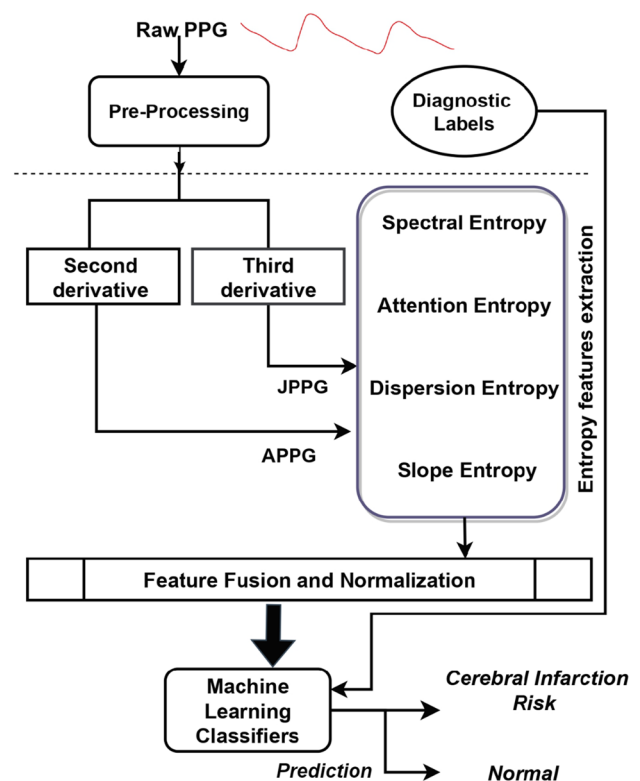 Raw PPG
Pre-Processing
Diagnostic
Labels
Second
derivative
Third
derivative
JPPG
APPG
Spectral Entropy
Attention Entropy
Dispersion Entropy
Slope Entropy
Entropy features extraction
Feature Fusion and Normalization
Machine
Learning
Classifiers
Cerebral Infarction
Risk
Prediction
Normal